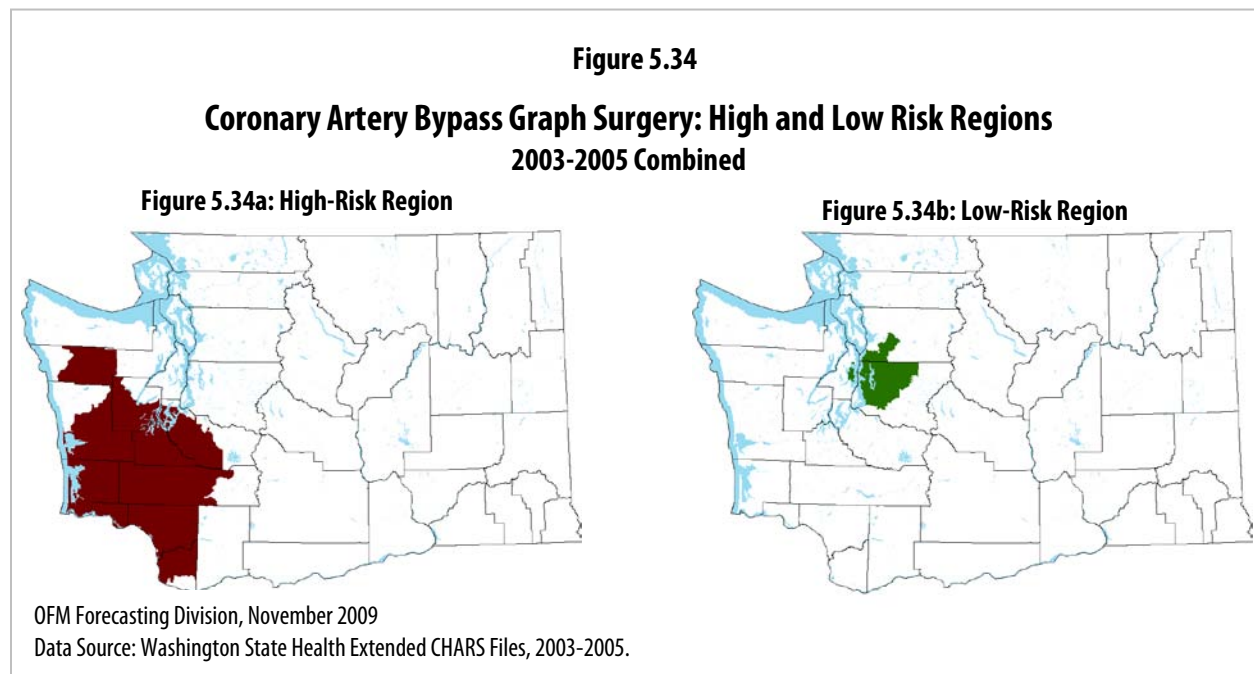 Figure 5.34
Coronary Artery Bypass Graph Surgery: High and Low Risk Regions
2003-2005 Combined
Figure 5.34a: High-Risk Region
Figure 5.34b: Low-Risk Region
OFM Forecasting Division, November 2009
Data Source: Washington State Health Extended CHARS Files, 2003-2005.